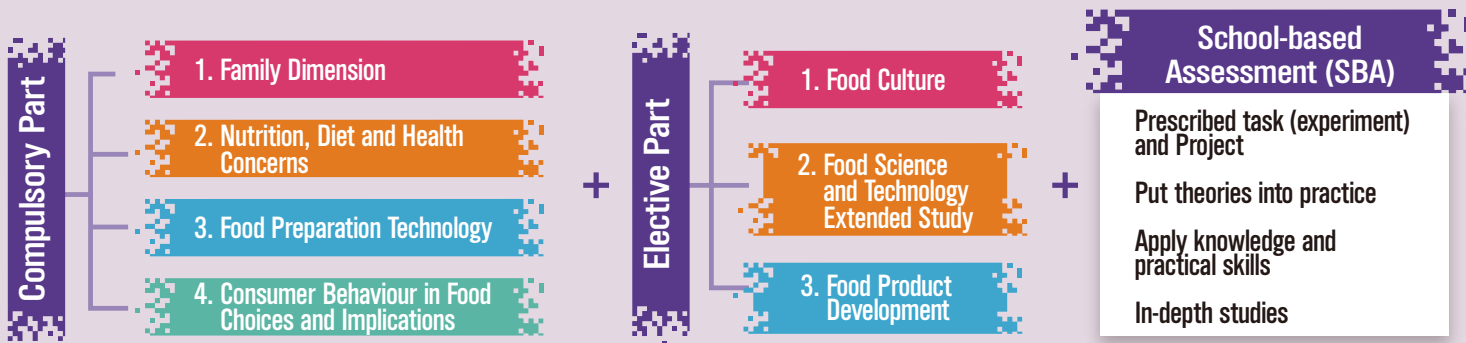 Compulsory Part
1. Family Dimension
2. Nutrition, Diet and Health
Concerns
3. Food Preparation Technology
4. Consumer Behaviour in Food
Choices and Implications
+
Elective Part
1. Food Culture
2. Food Science
and Technology
Extended Study
3. Food Product
Development
+
School-based
Assessment (SBA)
Prescribed task (experiment)
and Project
Put theories into practice
Apply knowledge and
practical skills
In-depth studies